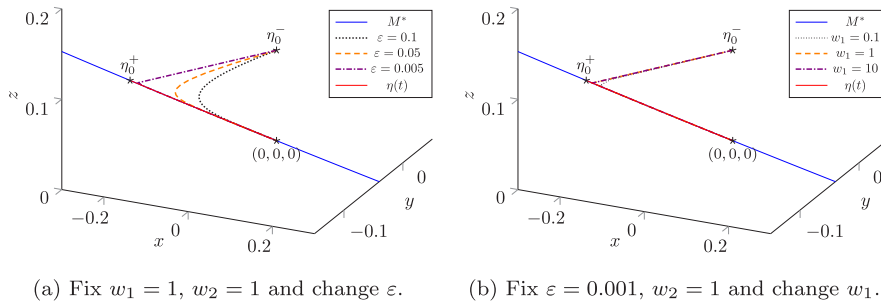 0.2
0.1
0
z
−0.2
0
0.2
x
−0.1
0
y
η₀⁺
η₀⁻
(0, 0, 0)
M*
ε = 0.1
ε = 0.05
ε = 0.005
η(t)
(a) Fix w₁ = 1, w₂ = 1 and change ε.
0.2
0.1
0
z
−0.2
0
0.2
x
−0.1
0
y
η₀⁺
η₀⁻
(0, 0, 0)
M*
w₁ = 0.1
w₁ = 1
w₁ = 10
η(t)
(b) Fix ε = 0.001, w₂ = 1 and change w₁.